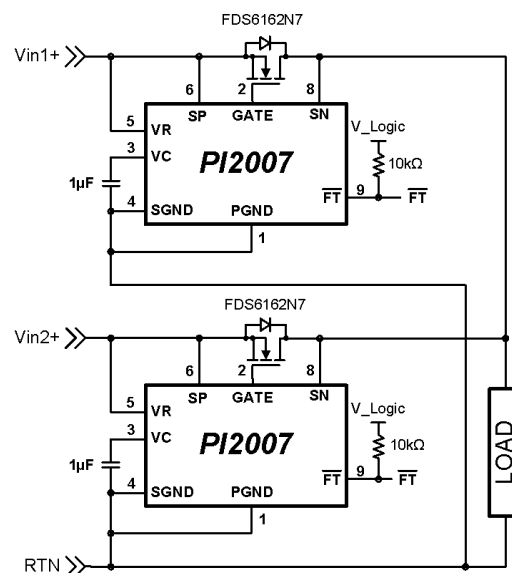 FDS6162N7
Vin1+
6
2
8
SP
GATE
SN
5
VR
V_Logic
3
VC
PI2007
10kΩ
1µF
4
SGND
PGND
FT
9
FT
1
FDS6162N7
Vin2+
6
2
8
SP
GATE
SN
5
VR
V_Logic
3
VC
PI2007
10kΩ
1µF
4
SGND
PGND
FT
9
FT
1
LOAD
RTN